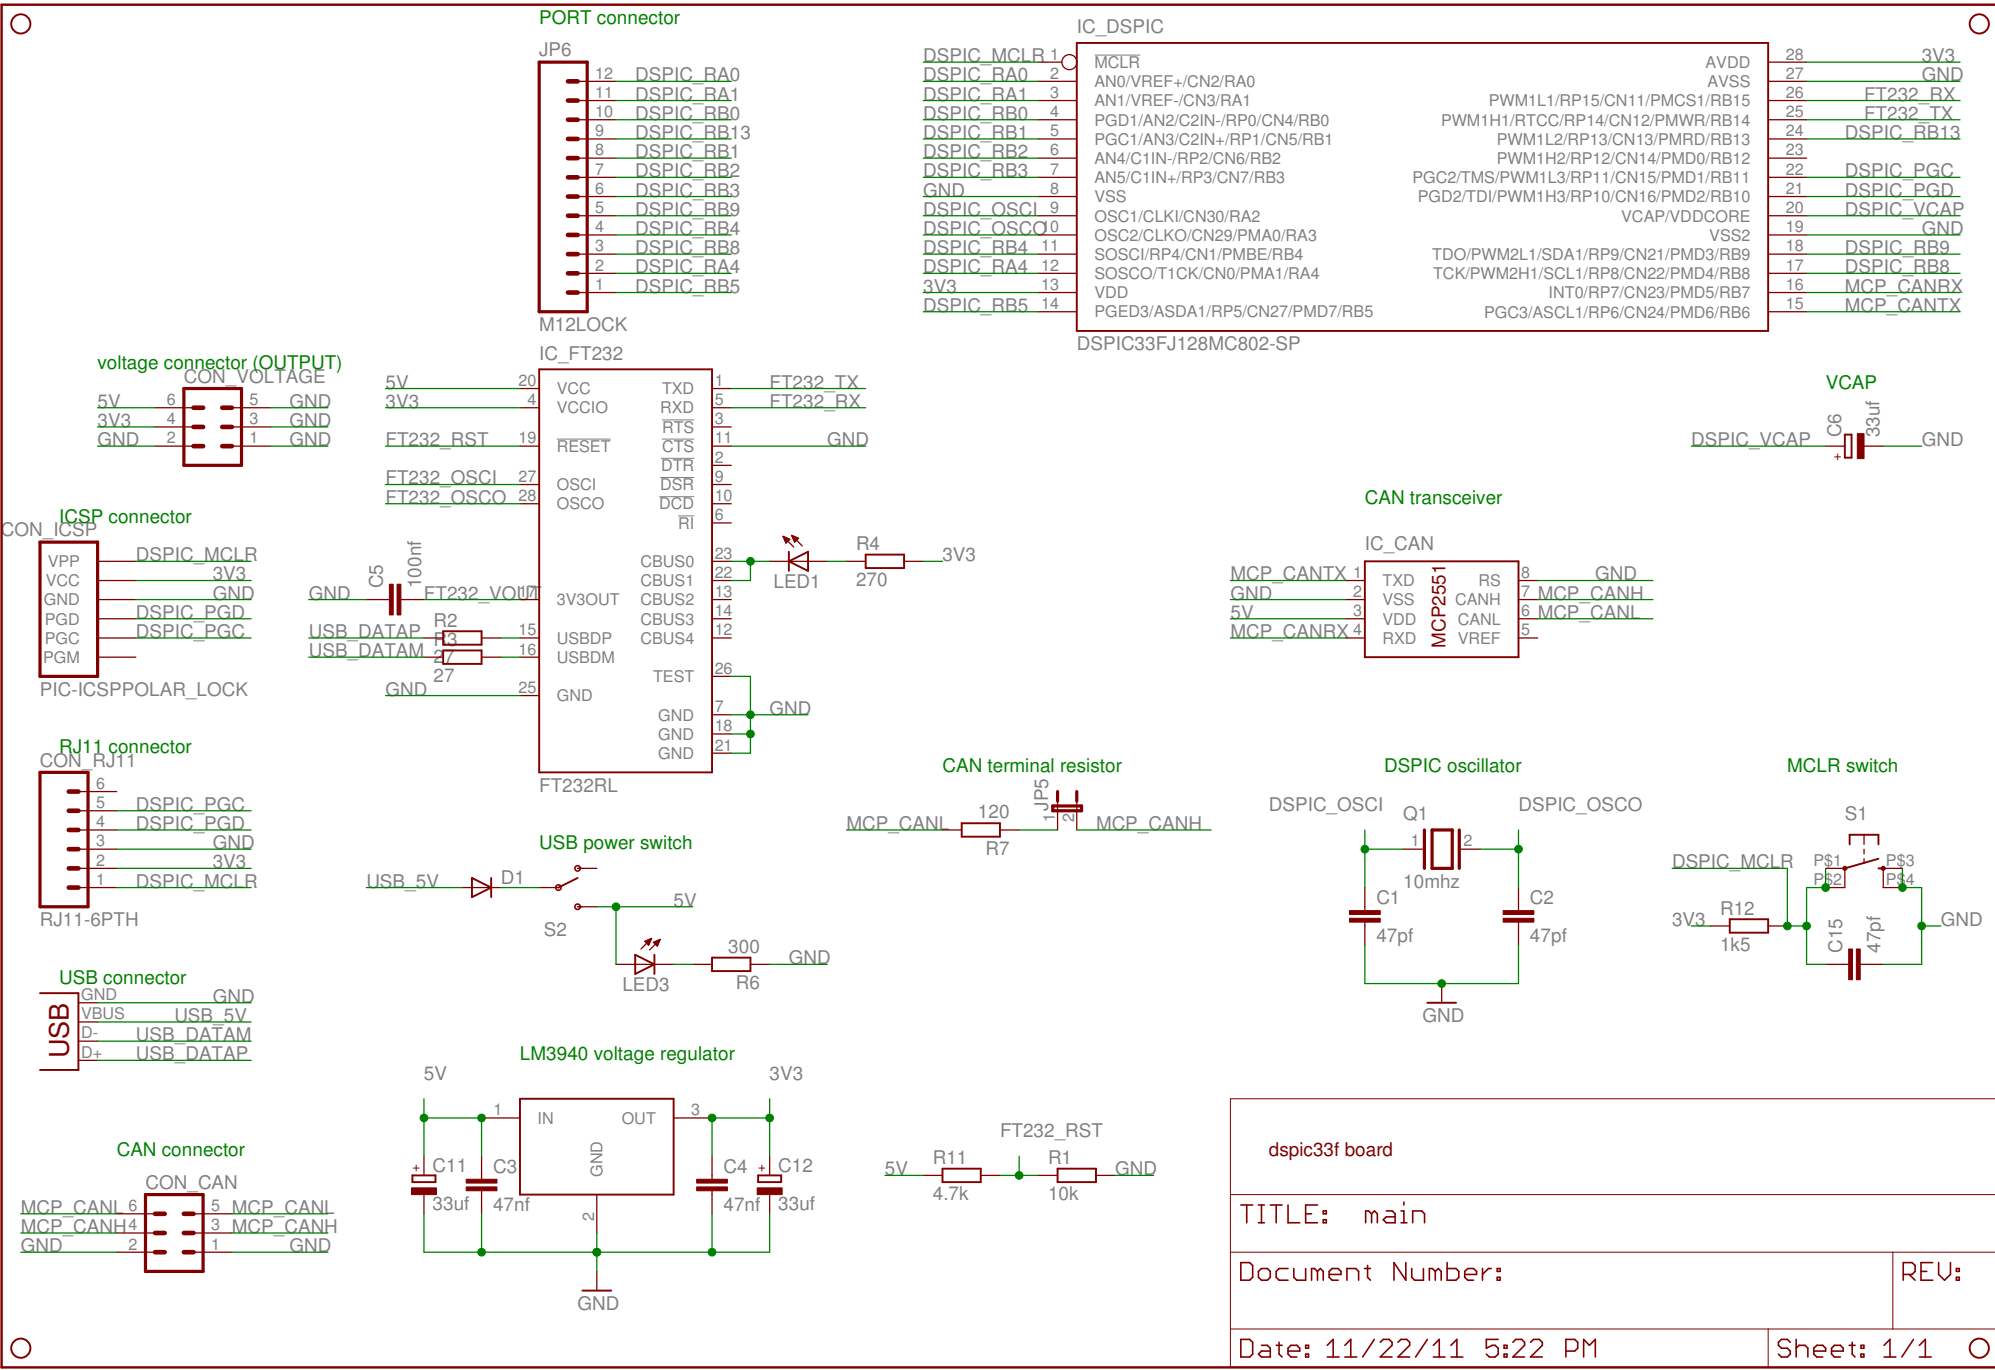 PORT connector
JP6
12 DSPIC_RA0
11 DSPIC_RA1
10 DSPIC_RB0
9 DSPIC_RB13
8 DSPIC_RB1
7 DSPIC_RB2
6 DSPIC_RB3
5 DSPIC_RB9
4 DSPIC_RB4
3 DSPIC_RB8
2 DSPIC_RA4
1 DSPIC_RB5
M12LOCK
IC_DSPIC
DSPIC_MCLR 1 MCLR
DSPIC_RA0 2 AN0/VREF+/CN2/RA0
DSPIC_RA1 3 AN1/VREF-/CN3/RA1
DSPIC_RB0 4 PGD1/AN2/C2IN-/RP0/CN4/RB0
DSPIC_RB1 5 PGC1/AN3/C2IN+/RP1/CN5/RB1
DSPIC_RB2 6 AN4/C1IN-/RP2/CN6/RB2
DSPIC_RB3 7 AN5/C1IN+/RP3/CN7/RB3
GND 8 VSS
DSPIC_OSCI 9 OSC1/CLKI/CN30/RA2
DSPIC_OSCO 10 OSC2/CLKO/CN29/PMA0/RA3
DSPIC_RB4 11 SOSCI/RP4/CN1/PMBE/RB4
DSPIC_RA4 12 SOSCO/T1CK/CN0/PMA1/RA4
3V3 13 VDD
DSPIC_RB5 14 PGED3/ASDA1/RP5/CN27/PMD7/RB5
AVDD 28 3V3
AVSS 27 GND
PWM1L1/RP15/CN11/PMCS1/RB15 26 FT232_RX
PWM1H1/RTCC/RP14/CN12/PMWR/RB14 25 FT232_TX
PWM1L2/RP13/CN13/PMRD/RB13 24 DSPIC_RB13
PWM1H2/RP12/CN14/PMD0/RB12 23
PGC2/TMS/PWM1L3/RP11/CN15/PMD1/RB11 22 DSPIC_PGC
PGD2/TDI/PWM1H3/RP10/CN16/PMD2/RB10 21 DSPIC_PGD
VCAP/VDDCORE 20 DSPIC_VCAP
VSS2 19 GND
TDO/PWM2L1/SDA1/RP9/CN21/PMD3/RB9 18 DSPIC_RB9
TCK/PWM2H1/SCL1/RP8/CN22/PMD4/RB8 17 DSPIC_RB8
INT0/RP7/CN23/PMD5/RB7 16 MCP_CANRX
PGC3/ASCL1/RP6/CN24/PMD6/RB6 15 MCP_CANTX
DSPIC33FJ128MC802-SP
voltage connector (OUTPUT)
CON_VOLTAGE
5V 6 5 GND
3V3 4 3 GND
GND 2 1 GND
IC_FT232
5V 20 VCC
3V3 4 VCCIO
FT232_RST 19 RESET
FT232_OSCI 27 OSCI
FT232_OSCO 28 OSCO
GND C5 100nf FT232_VOUT 17 3V3OUT
USB_DATAP R2 27 15 USBDP
USB_DATAM R3 27 16 USBDM
GND 25 GND
TXD 1 FT232_TX
RXD 5 FT232_RX
RTS 3
CTS 11 GND
DTR 2
DSR 9
DCD 10
RI 6
CBUS0 23 LED1 R4 270 3V3
CBUS1 22
CBUS2 13
CBUS3 14
CBUS4 12
TEST 26
GND 7 GND
GND 18
GND 21
FT232RL
VCAP
DSPIC_VCAP + C6 33uf GND
ICSP connector
CON_ICSP
VPP DSPIC_MCLR
VCC 3V3
GND GND
PGD DSPIC_PGD
PGC DSPIC_PGC
PGM
PIC-ICSPPOLAR_LOCK
CAN transceiver
IC_CAN
MCP2551
MCP_CANTX 1 TXD RS 8 GND
GND 2 VSS CANH 7 MCP_CANH
5V 3 VDD CANL 6 MCP_CANL
MCP_CANRX 4 RXD VREF 5
RJ11 connector
CON_RJ11
6
5 DSPIC_PGC
4 DSPIC_PGD
3 GND
2 3V3
1 DSPIC_MCLR
RJ11-6PTH
USB power switch
USB_5V D1 S2 5V
LED3 300 R6 GND
CAN terminal resistor
MCP_CANL 120 R7 1 JP5 2 MCP_CANH
DSPIC oscillator
DSPIC_OSCI DSPIC_OSCO
Q1
1 2
10mhz
C1 C2
47pf 47pf
GND
MCLR switch
S1
DSPIC_MCLR P$1 P$3
P$2 P$4
3V3 R12 1k5 C15 47pf GND
USB connector
USB
GND GND
VBUS USB_5V
D- USB_DATAM
D+ USB_DATAP
LM3940 voltage regulator
5V 3V3
1 IN OUT 3
GND
2
+ C11 33uf
C3 47nf
C4 47nf
+ C12 33uf
GND
FT232_RST
5V R11 4.7k R1 10k GND
CAN connector
CON_CAN
MCP_CANL 6 5 MCP_CANL
MCP_CANH 4 3 MCP_CANH
GND 2 1 GND
dspic33f board
TITLE: main
Document Number:
REV:
Date: 11/22/11 5:22 PM
Sheet: 1/1